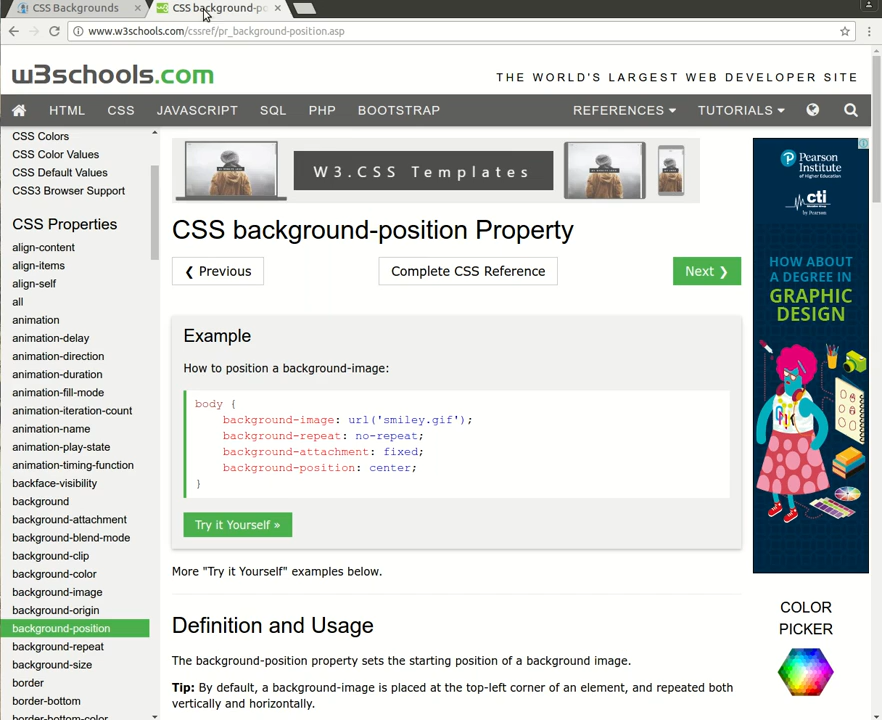 CSS Backgrounds
CSS background-po
www.w3schools.com/cssref/pr_background-position.asp
w3schools.com
THE WORLD'S LARGEST WEB DEVELOPER SITE
HTML
CSS
JAVASCRIPT
SQL
PHP
BOOTSTRAP
REFERENCES
TUTORIALS
CSS Colors
CSS Color Values
CSS Default Values
CSS3 Browser Support
CSS Properties
align-content
align-items
align-self
all
animation
animation-delay
animation-direction
animation-duration
animation-fill-mode
animation-iteration-count
animation-name
animation-play-state
animation-timing-function
backface-visibility
background
background-attachment
background-blend-mode
background-clip
background-color
background-image
background-origin
background-position
background-repeat
background-size
border
border-bottom
border-bottom-color
W3.CSS Templates
CSS background-position Property
❮ Previous
Complete CSS Reference
Next ❯
Example
How to position a background-image:
body {
background-image: url('smiley.gif');
background-repeat: no-repeat;
background-attachment: fixed;
background-position: center;
}
Try it Yourself »
More "Try it Yourself" examples below.
Definition and Usage
The background-position property sets the starting position of a background image.
Tip: By default, a background-image is placed at the top-left corner of an element, and repeated both
vertically and horizontally.
Pearson
Institute
of Higher Education
cti
by Pearson
HOW ABOUT
A DEGREE IN
GRAPHIC
DESIGN
COLOR
PICKER